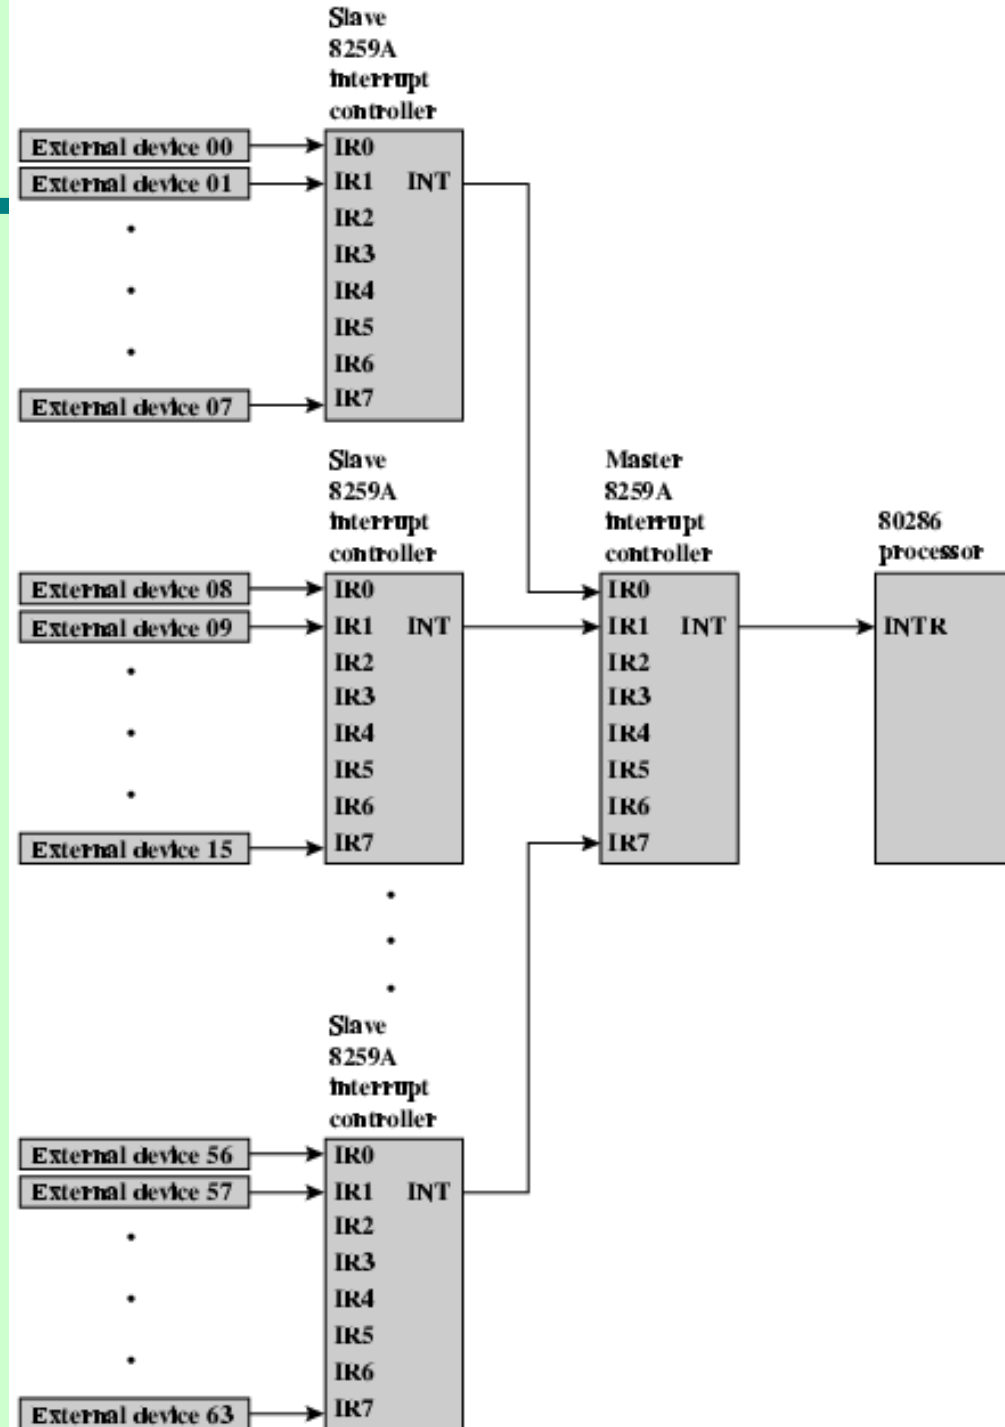 Slave
8259A
interrupt
controller
External device 00
IR0
External device 01
IR1 INT
IR2
IR3
IR4
IR5
IR6
External device 07
IR7
Slave
8259A
interrupt
controller
Master
8259A
interrupt
controller
80286
processor
External device 08
IR0
IR0
External device 09
IR1 INT
IR1 INT
INTR
IR2
IR2
IR3
IR3
IR4
IR4
IR5
IR5
IR6
IR6
External device 15
IR7
IR7
Slave
8259A
interrupt
controller
External device 56
IR0
External device 57
IR1 INT
IR2
IR3
IR4
IR5
IR6
External device 63
IR7